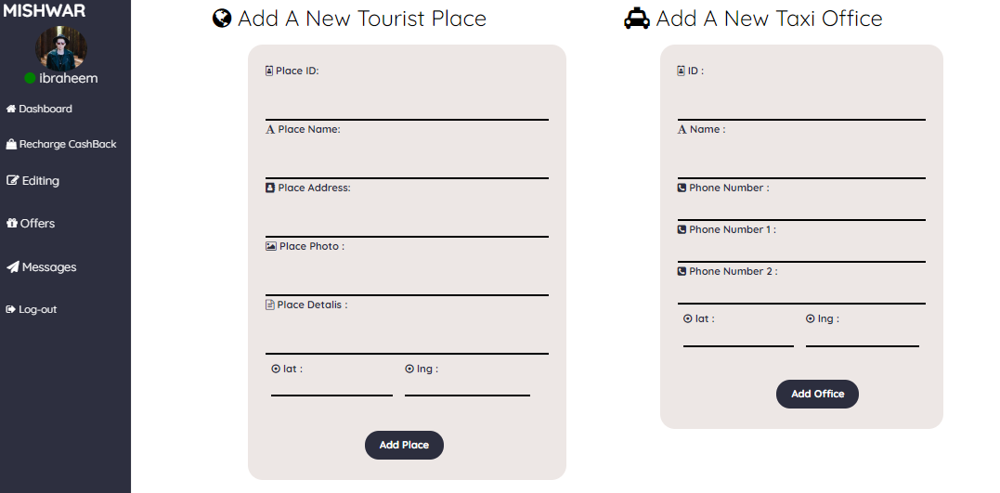 MISHWAR
ibraheem
Dashboard
Recharge CashBack
Editing
Offers
Messages
Log-out
Add A New Tourist Place
Place ID:
Place Name:
Place Address:
Place Photo :
Place Detalis :
lat :
lng :
Add Place
Add A New Taxi Office
ID :
Name :
Phone Number :
Phone Number 1 :
Phone Number 2 :
lat :
lng :
Add Office